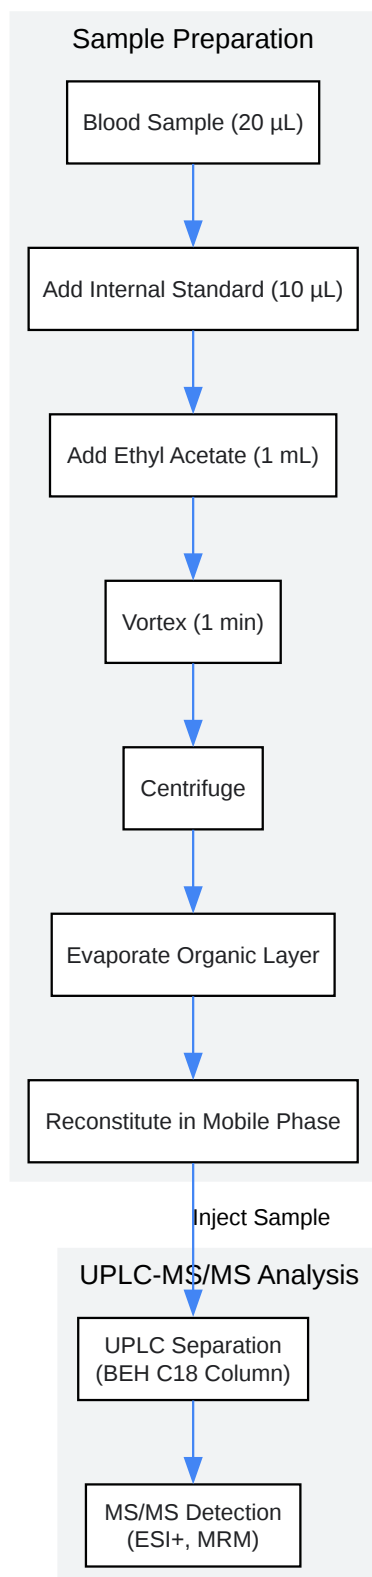 Sample Preparation
Blood Sample (20 µL)
Add Internal Standard (10 µL)
Add Ethyl Acetate (1 mL)
Vortex (1 min)
Centrifuge
Evaporate Organic Layer
Reconstitute in Mobile Phase
Inject Sample
UPLC-MS/MS Analysis
UPLC Separation
(BEH C18 Column)
MS/MS Detection
(ESI+, MRM)